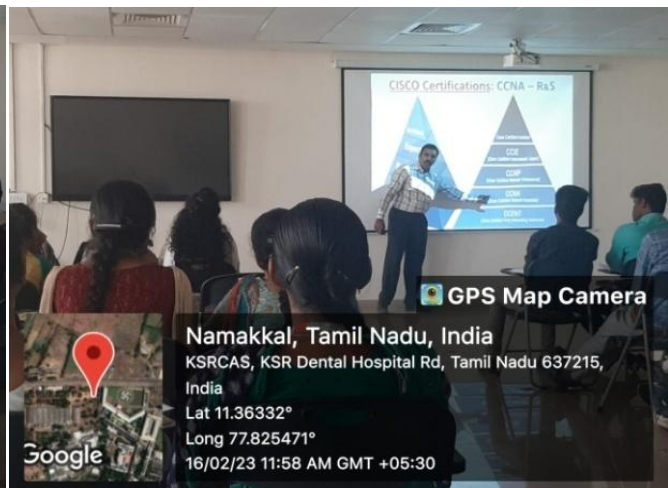 CISCO Certifications: CCNA – R&S
CCIE
CCNP
CCNA
CCENT
GPS Map Camera
Namakkal, Tamil Nadu, India
KSRCAS, KSR Dental Hospital Rd, Tamil Nadu 637215,
India
Lat 11.36332°
Long 77.825471°
16/02/23 11:58 AM GMT +05:30
Google